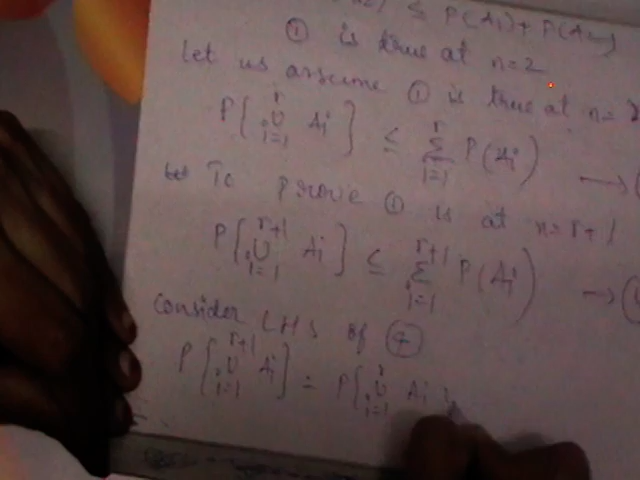 ≤ P(A1) + P(A2)
① is true at n=2
Let us assume ① is true at n=
P{ r ∪ i=1 Ai } ≤ r Σ i=1 P(Ai) →
To prove ① is at n=r+1
P{ r+1 ∪ i=1 Ai } ≤ r+1 Σ i=1 P(Ai) →
Consider LHS of ④
P{ r+1 ∪ i=1 Ai } = P{ r ∪ i=1 Ai